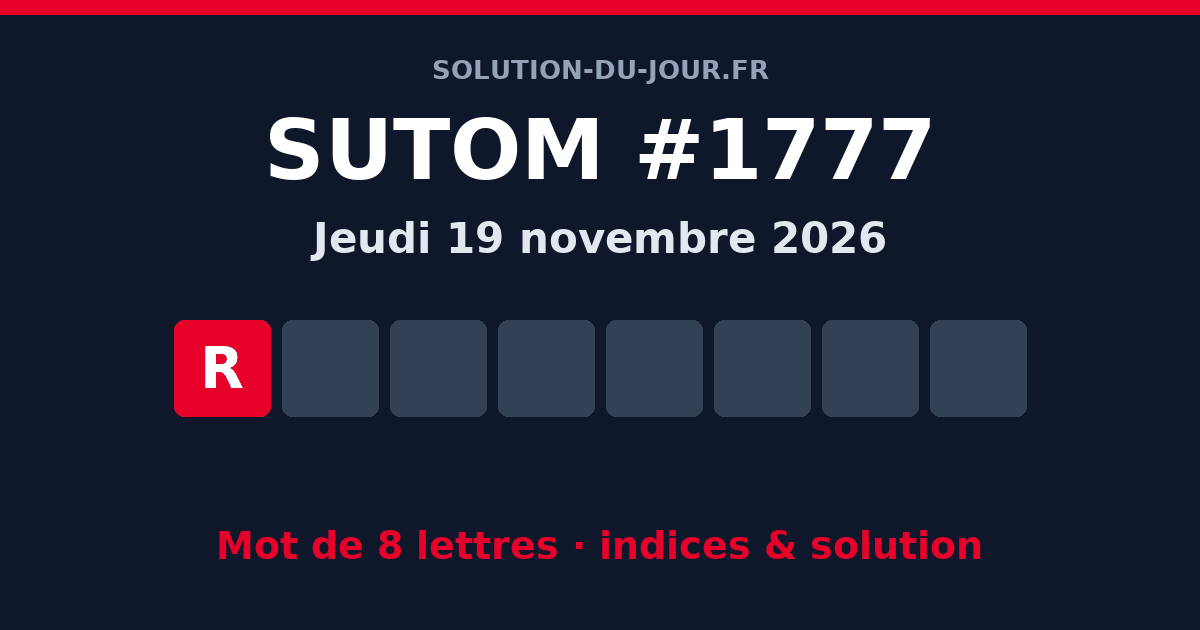 SOLUTION-DU-JOUR.FR
SUTOM #1777
Jeudi 19 novembre 2026
R
Mot de 8 lettres · indices & solution